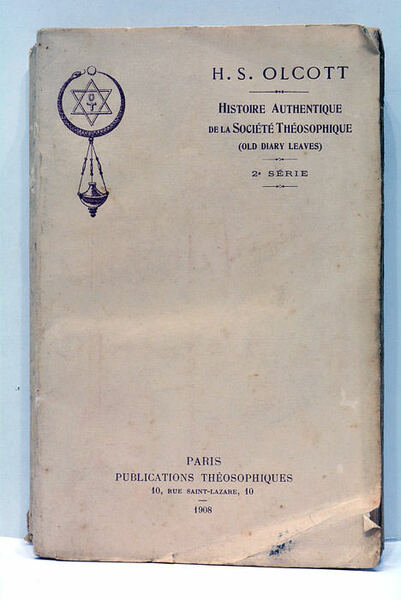 H. S. OLCOTT
HISTOIRE AUTHENTIQUE
DE LA SOCIÉTÉ THÉOSOPHIQUE
(OLD DIARY LEAVES)
2e SÉRIE
PARIS
PUBLICATIONS THÉOSOPHIQUES
10, RUE SAINT-LAZARE, 10
1908